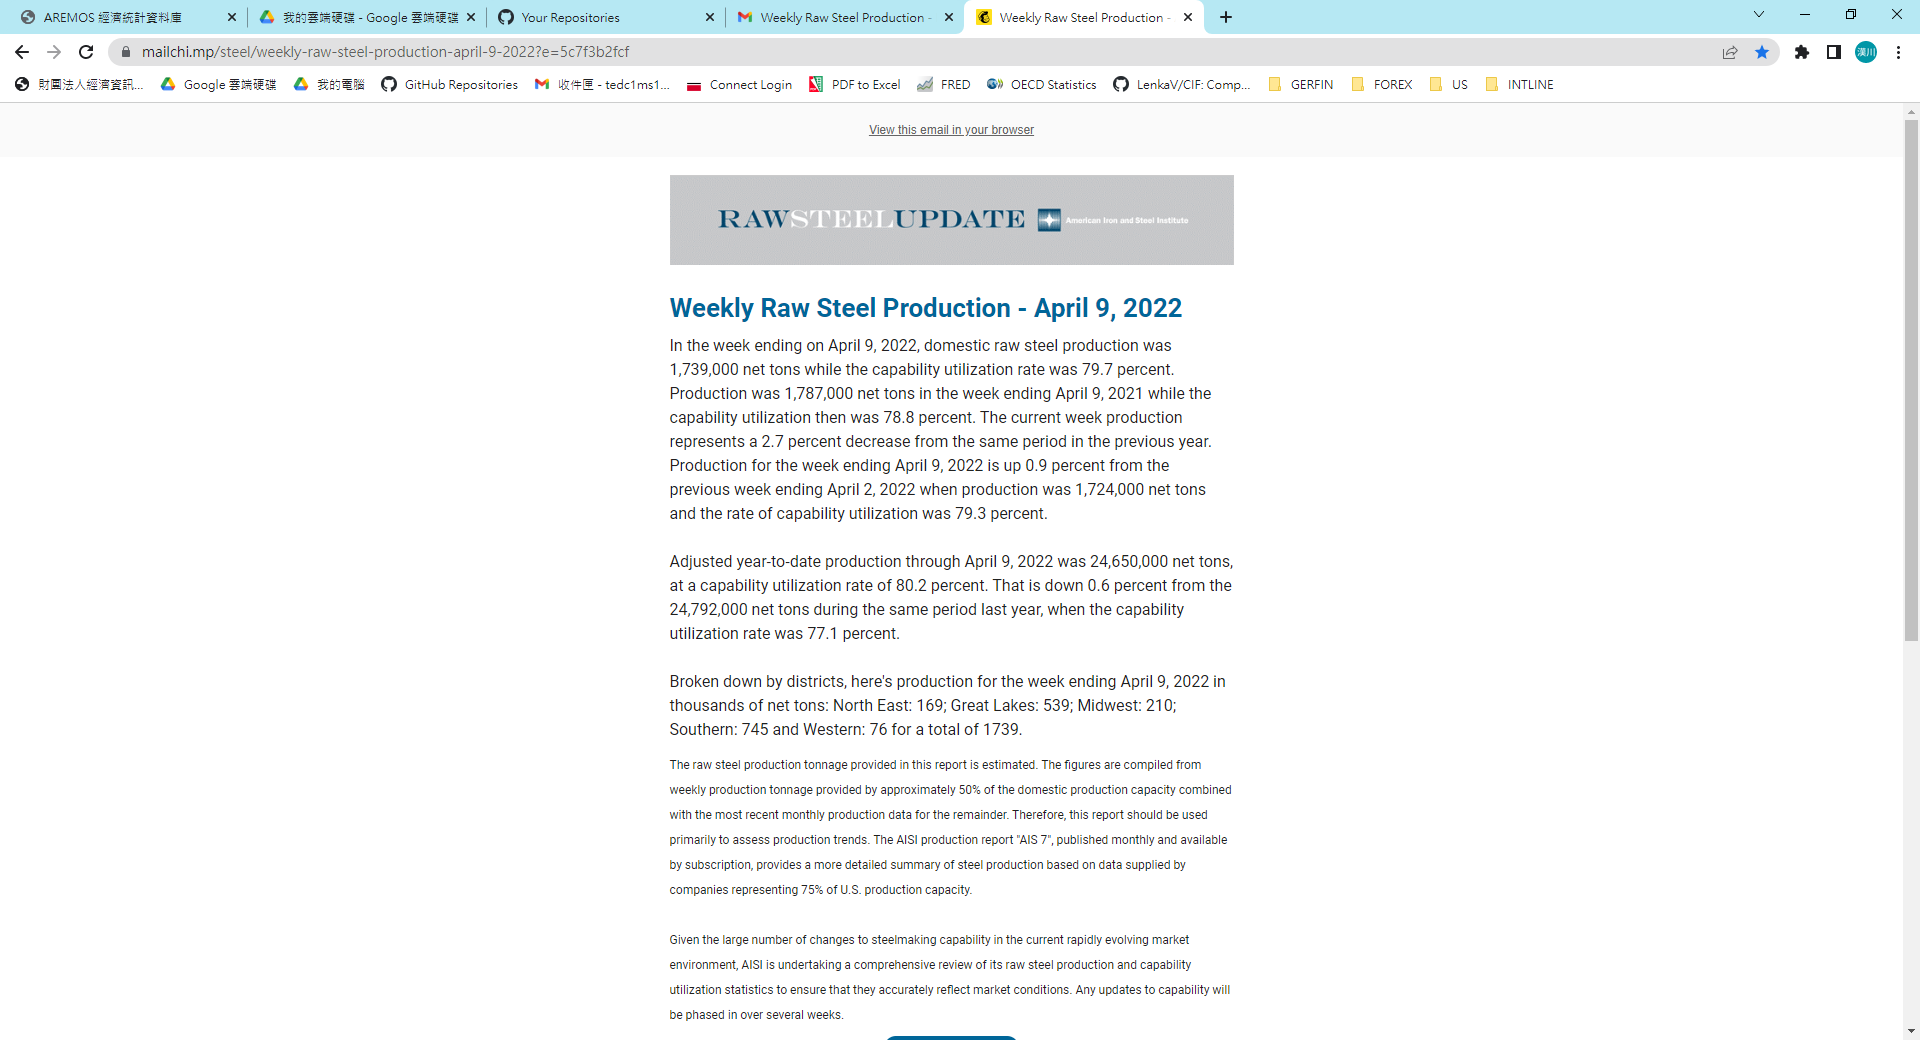 AREMOS 經濟統計資料庫
我的雲端硬碟 - Google 雲端硬碟
Your Repositories
Weekly Raw Steel Production -
Weekly Raw Steel Production -
mailchi.mp/steel/weekly-raw-steel-production-april-9-2022?e=5c7f3b2fcf
漢川
財團法人經濟資訊...
Google 雲端硬碟
我的電腦
GitHub Repositories
收件匣 - tedc1ms1...
Connect Login
PDF to Excel
FRED
OECD Statistics
LenkaV/CIF: Comp...
GERFIN
FOREX
US
INTLINE
View this email in your browser
RAWSTEELUPDATE American Iron and Steel Institute
Weekly Raw Steel Production - April 9, 2022
In the week ending on April 9, 2022, domestic raw steel production was
1,739,000 net tons while the capability utilization rate was 79.7 percent.
Production was 1,787,000 net tons in the week ending April 9, 2021 while the
capability utilization then was 78.8 percent. The current week production
represents a 2.7 percent decrease from the same period in the previous year.
Production for the week ending April 9, 2022 is up 0.9 percent from the
previous week ending April 2, 2022 when production was 1,724,000 net tons
and the rate of capability utilization was 79.3 percent.
Adjusted year-to-date production through April 9, 2022 was 24,650,000 net tons,
at a capability utilization rate of 80.2 percent. That is down 0.6 percent from the
24,792,000 net tons during the same period last year, when the capability
utilization rate was 77.1 percent.
Broken down by districts, here's production for the week ending April 9, 2022 in
thousands of net tons: North East: 169; Great Lakes: 539; Midwest: 210;
Southern: 745 and Western: 76 for a total of 1739.
The raw steel production tonnage provided in this report is estimated. The figures are compiled from
weekly production tonnage provided by approximately 50% of the domestic production capacity combined
with the most recent monthly production data for the remainder. Therefore, this report should be used
primarily to assess production trends. The AISI production report "AIS 7", published monthly and available
by subscription, provides a more detailed summary of steel production based on data supplied by
companies representing 75% of U.S. production capacity.
Given the large number of changes to steelmaking capability in the current rapidly evolving market
environment, AISI is undertaking a comprehensive review of its raw steel production and capability
utilization statistics to ensure that they accurately reflect market conditions. Any updates to capability will
be phased in over several weeks.